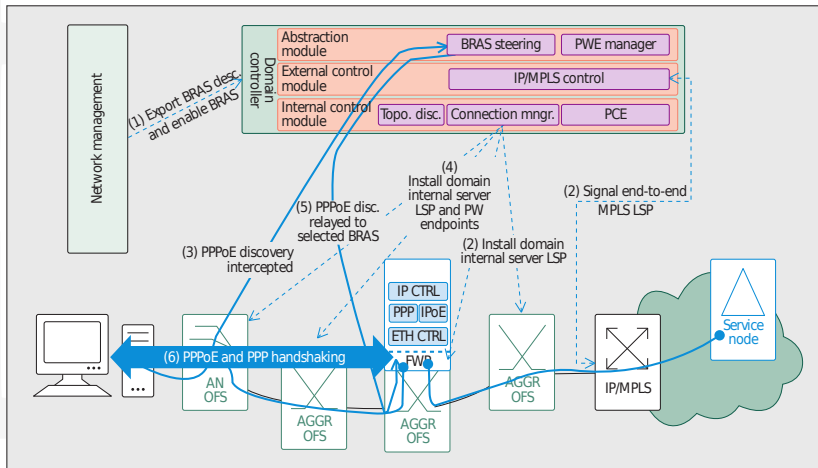 Network management
(1) Export BRAS desc.
and enable BRAS
Domain
controller
Abstraction
module
BRAS steering
PWE manager
External control
module
IP/MPLS control
Internal control
module
Topo. disc.
Connection mngr.
PCE
(4)
Install domain
internal server
LSP and PW
endpoints
(2) Signal end-to-end
MPLS LSP
(5) PPPoE disc.
relayed to
selected BRAS
(3) PPPoE discovery
intercepted
(2) Install domain
internal server LSP
IP CTRL
PPP
IPoE
ETH CTRL
FWD
Service
node
(6) PPPoE and PPP handshaking
AN
OFS
AGGR
OFS
AGGR
OFS
AGGR
OFS
IP/MPLS